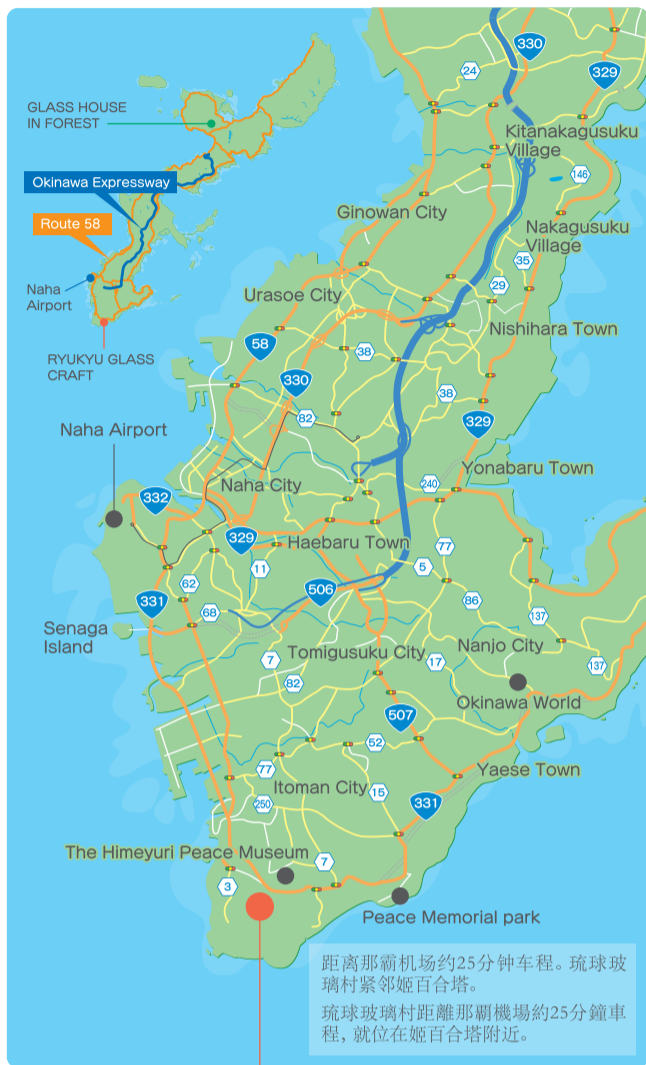 330
24
329
GLASS HOUSE
IN FOREST
Kitanakagusuku
Village
146
Okinawa Expressway
Ginowan City
Nakagusuku
Village
Route 58
35
29
Naha
Airport
Urasoe City
Nishihara Town
RYUKYU GLASS
CRAFT
58
38
330
38
82
329
Naha Airport
Yonabaru Town
Naha City
240
332
329
Haebaru Town
77
11
5
62
506
331
86
68
137
Senaga
Island
Nanjo City
7
Tomigusuku City
17
137
82
Okinawa World
507
52
77
Yaese Town
Itoman City
15
250
331
The Himeyuri Peace Museum
7
3
Peace Memorial park
距离那霸机场约25分钟车程。琉球玻
璃村紧邻姬百合塔。
琉球玻璃村距離那覇機場約25分鐘車
程，就位在姬百合塔附近。